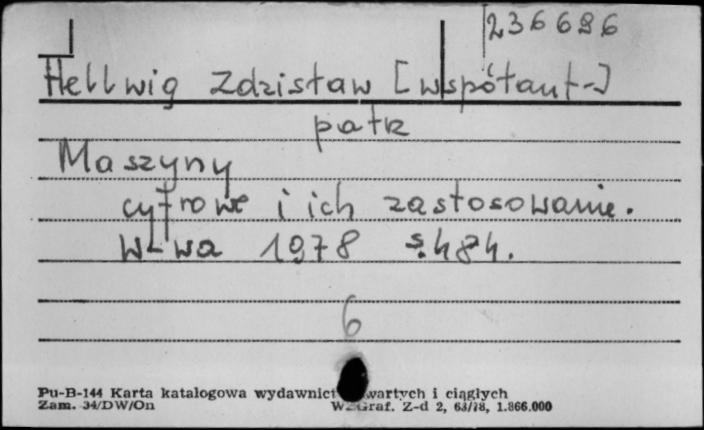 236696
Hellwig Zdzisław [współaut-]
patrz
Maszyny
cyfrowe i ich zastosowanie.
W-wa 1978 s. 484.
6
Pu-B-144 Karta katalogowa wydawnict zwartych i ciągłych
Zam. 34/DW/On Graf. Z-d 2, 63/78, 1.866.000